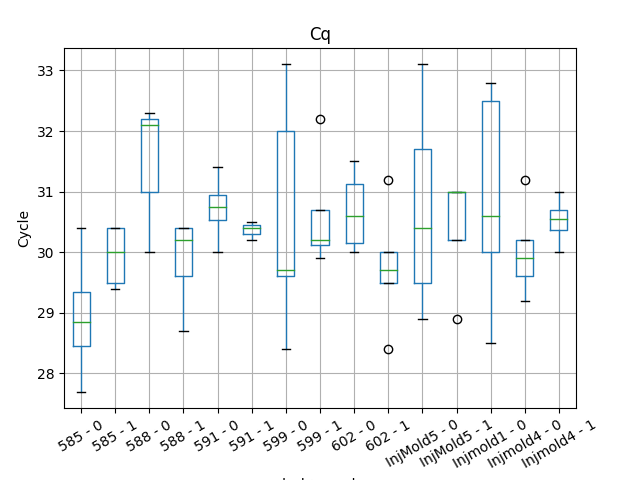 Cq
Cycle
33
32
31
30
29
28
585 - 0
585 - 1
588 - 0
588 - 1
591 - 0
591 - 1
599 - 0
599 - 1
602 - 0
602 - 1
InjMold5 - 0
InjMold5 - 1
Injmold1 - 0
Injmold4 - 0
Injmold4 - 1